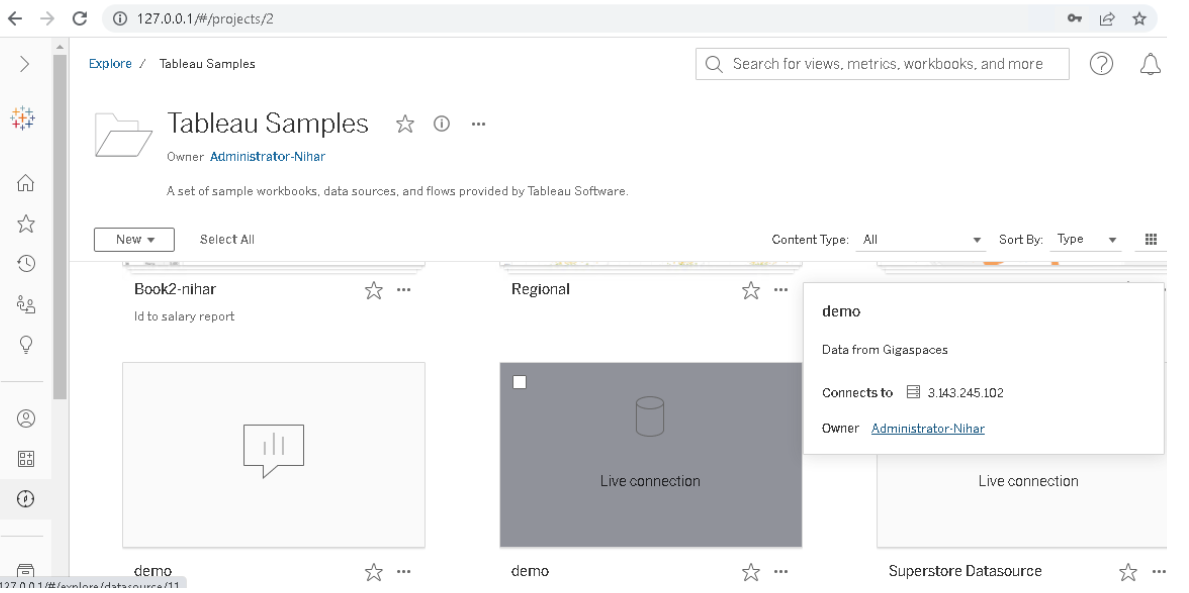 127.0.0.1/#/projects/2
Explore / Tableau Samples
Search for views, metrics, workbooks, and more
Tableau Samples
Owner Administrator-Nihar
A set of sample workbooks, data sources, and flows provided by Tableau Software.
New
Select All
Content Type: All
Sort By: Type
Book2-nihar
Regional
Id to salary report
demo
Data from Gigaspaces
Connects to 3.143.245.102
Owner Administrator-Nihar
Live connection
Live connection
demo
demo
Superstore Datasource
127.0.0.1/#/explore/datasource/11